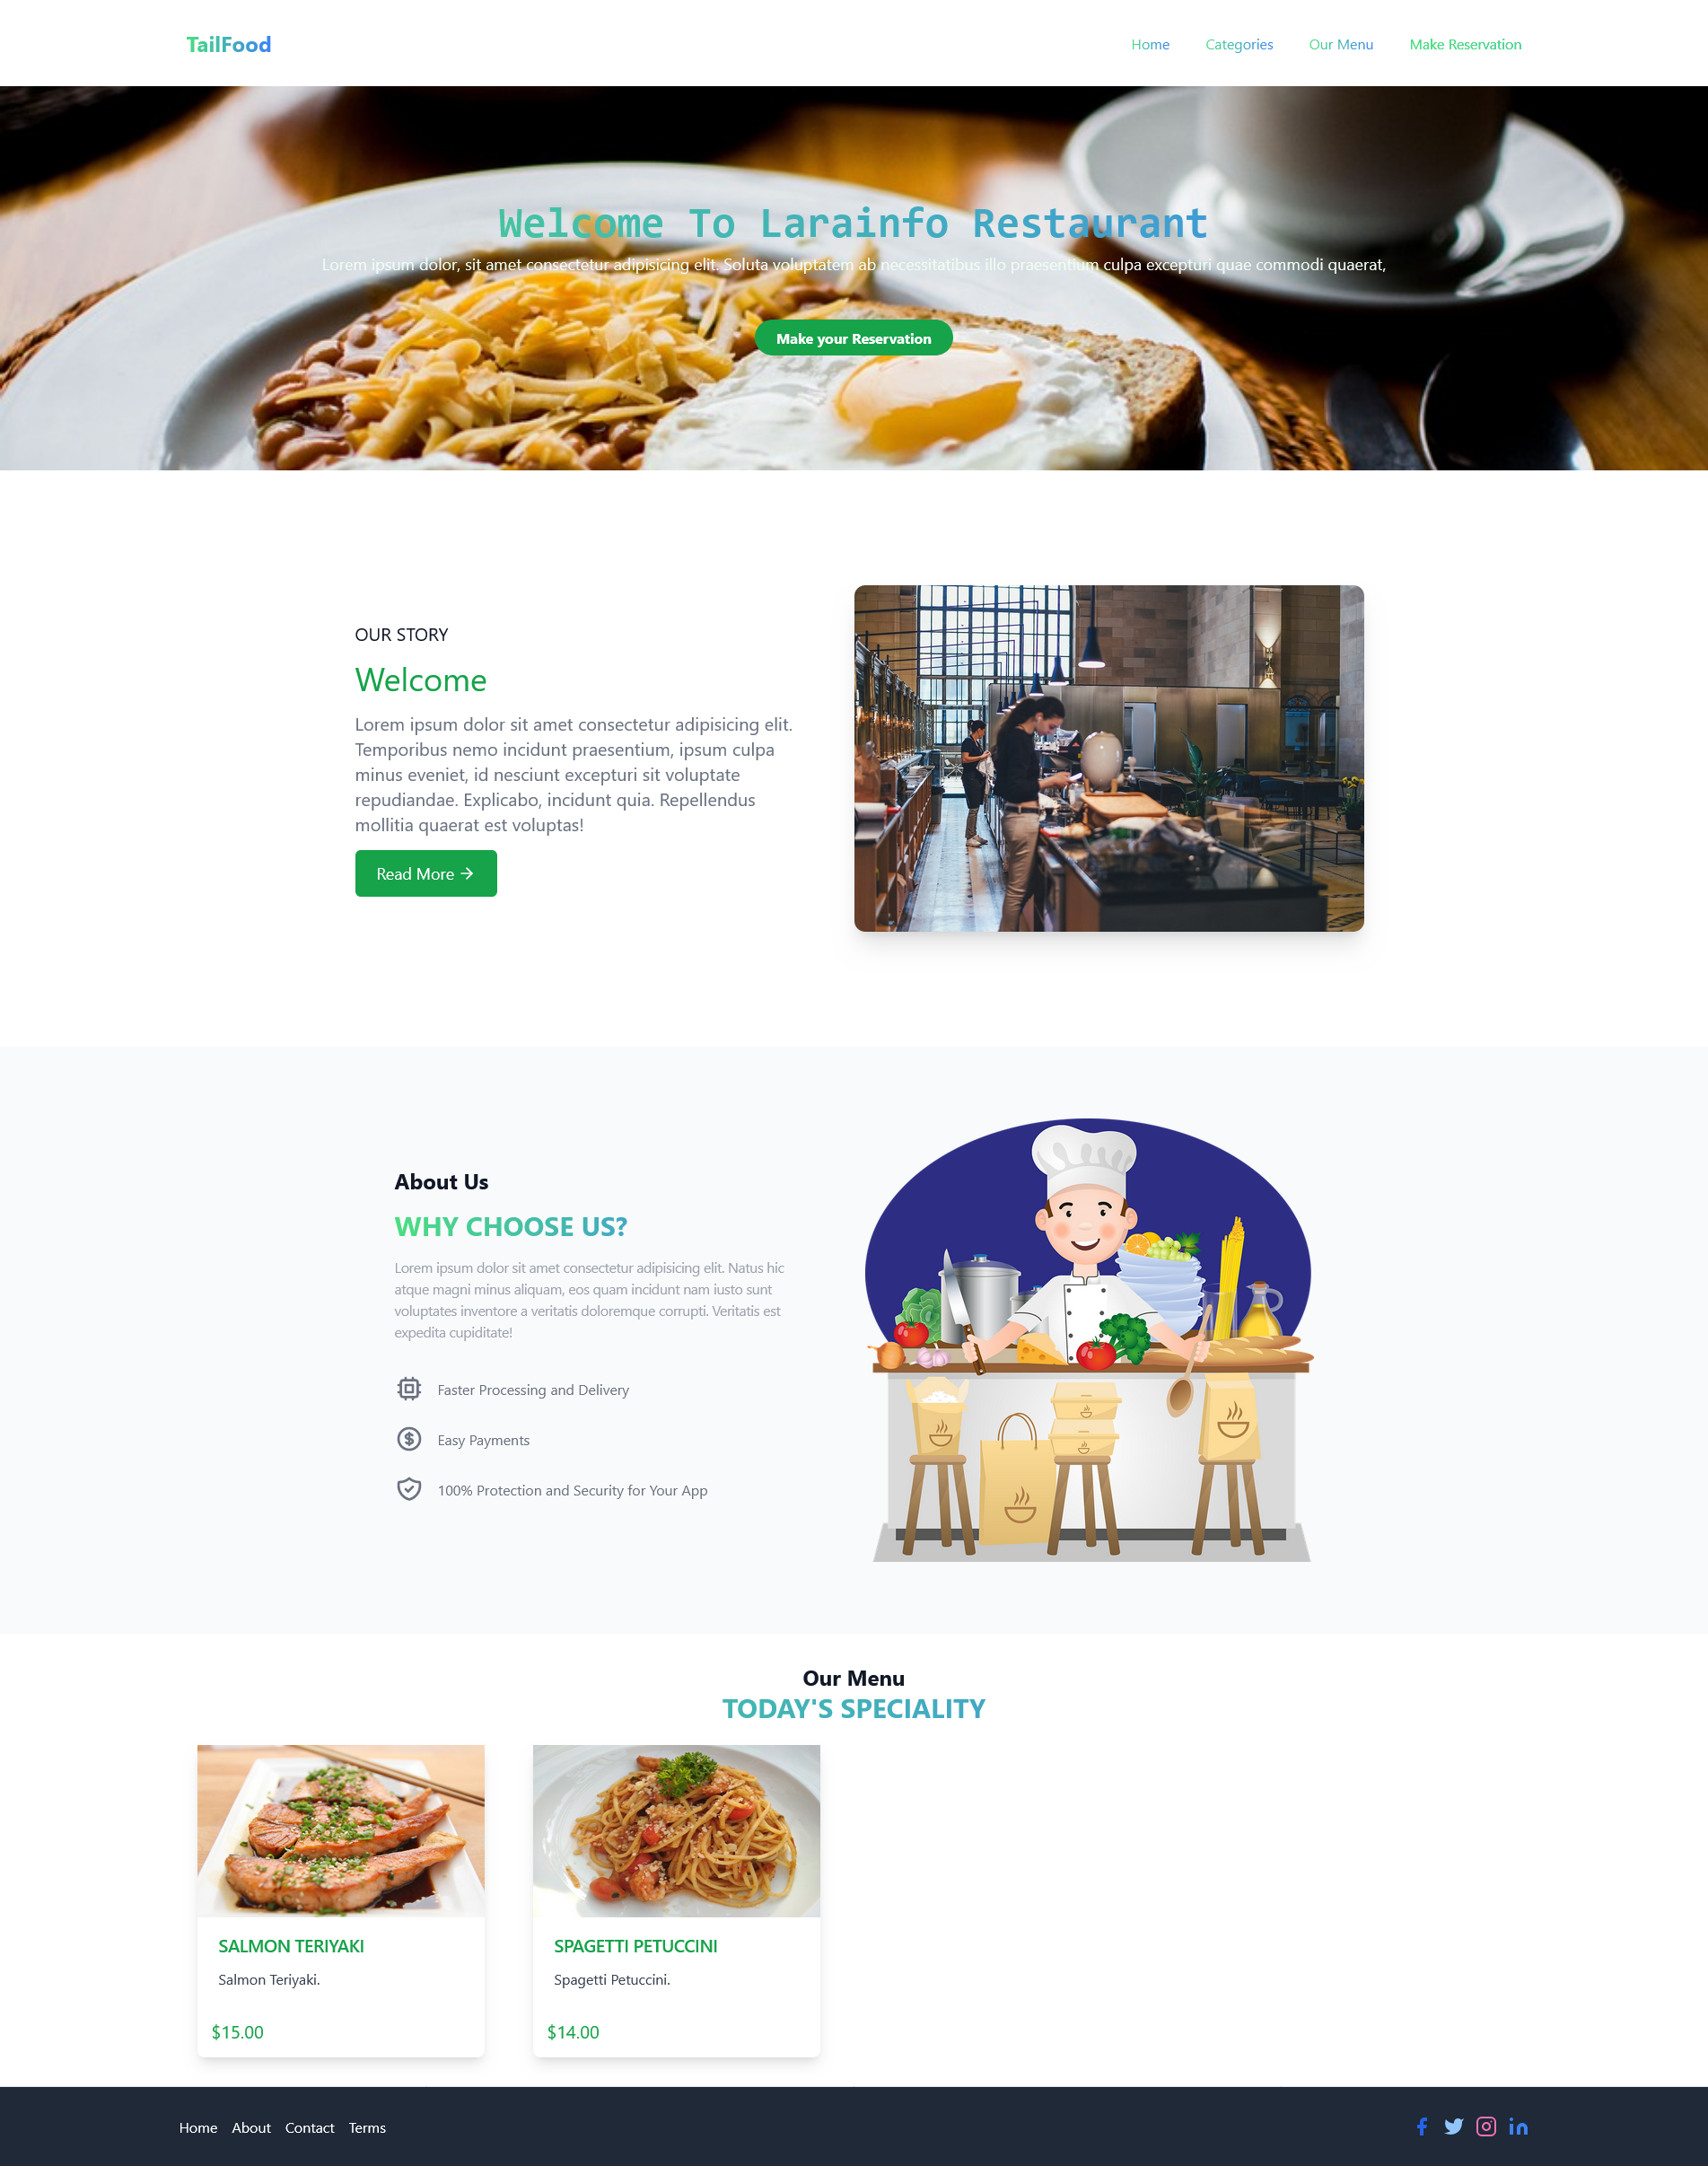 TailFood
Home
Categories
Our Menu
Make Reservation
Welcome To Larainfo Restaurant
Lorem ipsum dolor, sit amet consectetur adipisicing elit. Soluta voluptatem ab necessitatibus illo praesentium culpa excepturi quae commodi quaerat,
Make your Reservation
OUR STORY
Welcome
Lorem ipsum dolor sit amet consectetur adipisicing elit.
Temporibus nemo incidunt praesentium, ipsum culpa
minus eveniet, id nesciunt excepturi sit voluptate
repudiandae. Explicabo, incidunt quia. Repellendus
mollitia quaerat est voluptas!
Read More
About Us
WHY CHOOSE US?
Lorem ipsum dolor sit amet consectetur adipisicing elit. Natus hic
atque magni minus aliquam, eos quam incidunt nam iusto sunt
voluptates inventore a veritatis doloremque corrupti. Veritatis est
expedita cupiditate!
Faster Processing and Delivery
Easy Payments
100% Protection and Security for Your App
Our Menu
TODAY'S SPECIALITY
SALMON TERIYAKI
Salmon Teriyaki.
$15.00
SPAGETTI PETUCCINI
Spagetti Petuccini.
$14.00
Home
About
Contact
Terms